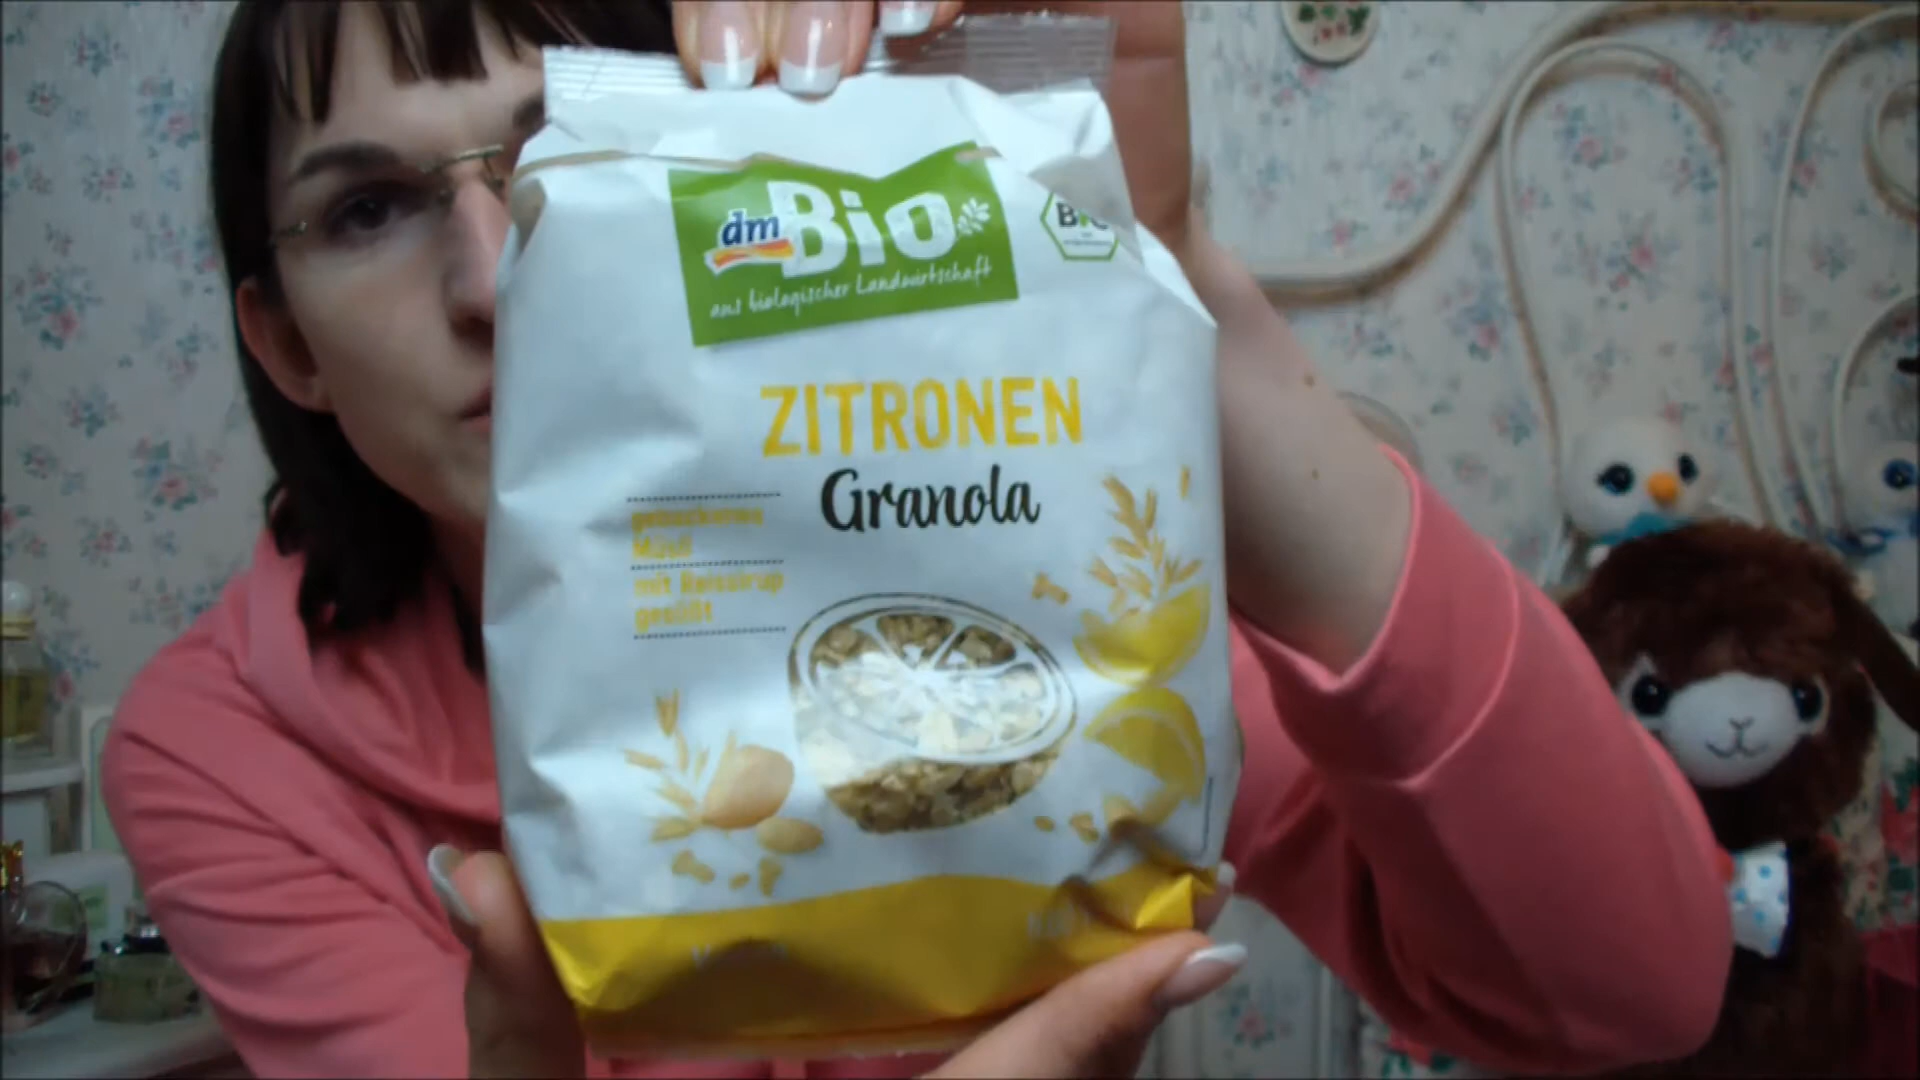 dm Bio
aus biologischer Landwirtschaft
Bio
ZITRONEN
Granola
gebackenes
Müsli
mit Reissirup
gesüßt